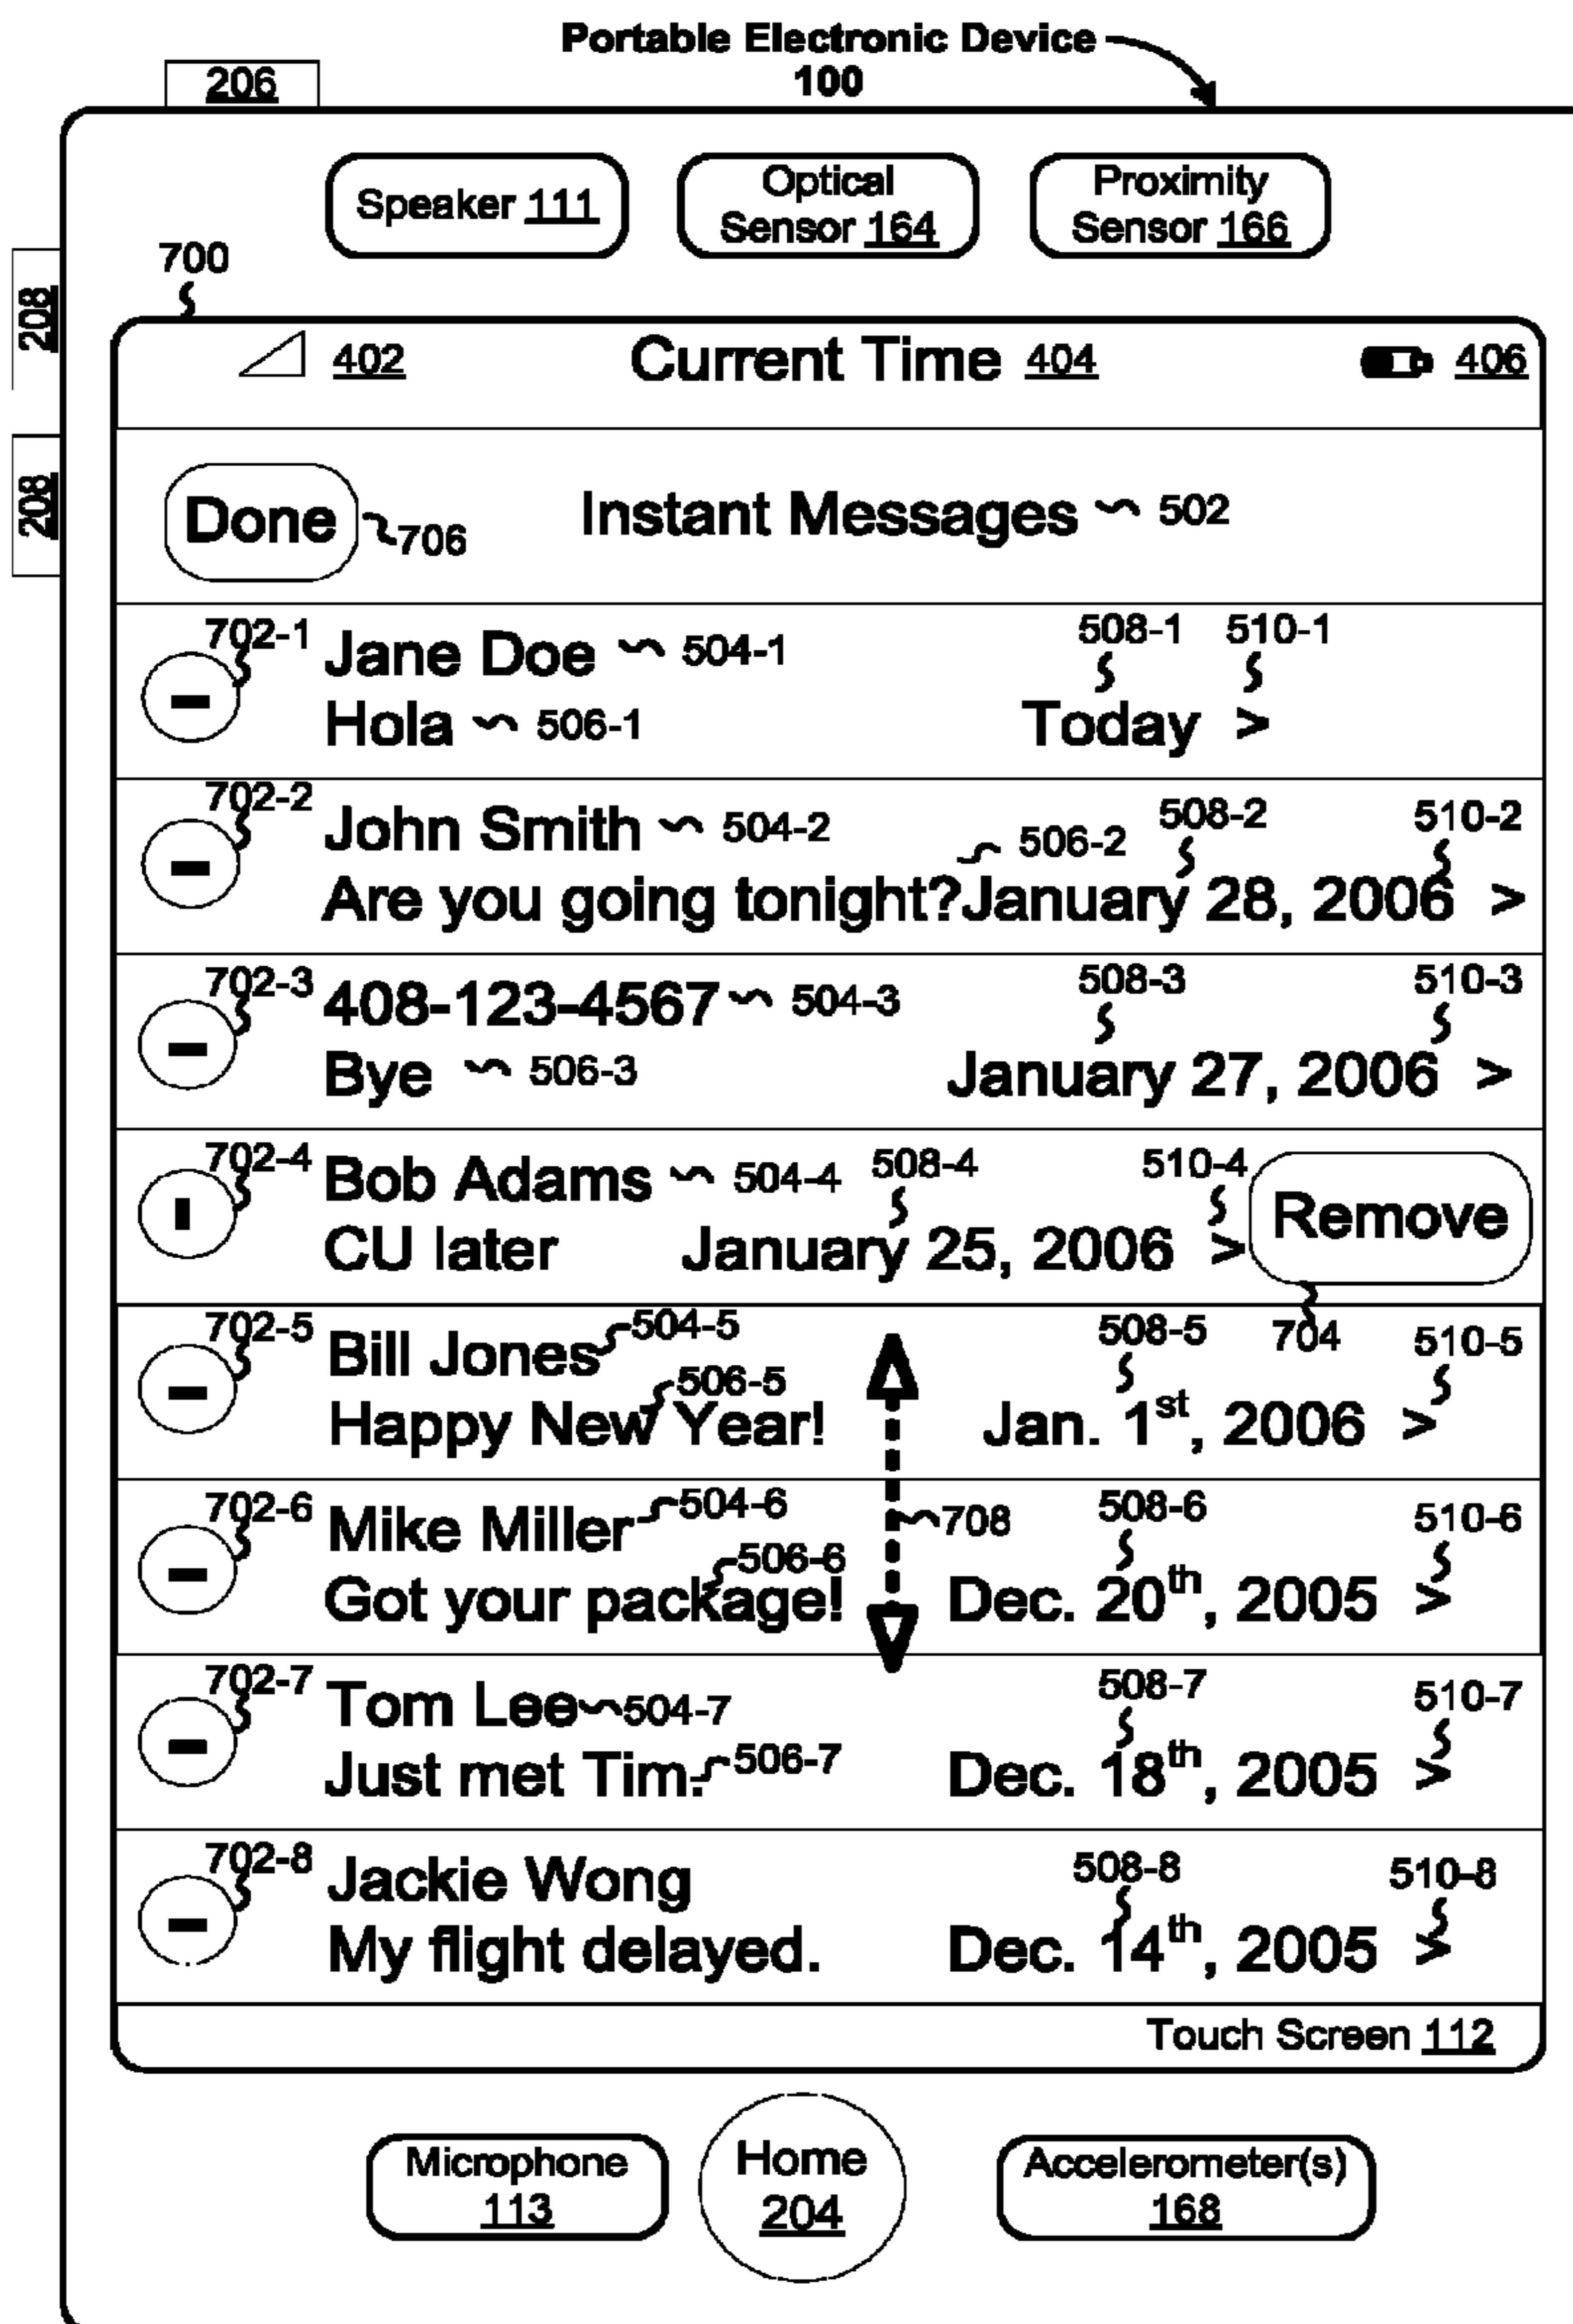 Portable Electronic Device
100
206
Speaker 111
Optical
Sensor 164
Proximity
Sensor 166
208
208
700
402
Current Time 404
406
Done
706
Instant Messages
502
702-1
Jane Doe
504-1
508-1
510-1
Hola
506-1
Today >
702-2
John Smith
504-2
506-2
508-2
510-2
Are you going tonight? January 28, 2006 >
702-3
408-123-4567
504-3
508-3
510-3
Bye
506-3
January 27, 2006 >
702-4
Bob Adams
504-4
508-4
510-4
Remove
CU later
January 25, 2006 >
704
702-5
Bill Jones
504-5
508-5
510-5
506-5
Happy New Year!
Jan. 1st, 2006 >
702-6
Mike Miller
504-6
708
508-6
510-6
506-6
Got your package!
Dec. 20th, 2005 >
702-7
Tom Lee
504-7
508-7
510-7
Just met Tim.
506-7
Dec. 18th, 2005 >
702-8
Jackie Wong
508-8
510-8
My flight delayed.
Dec. 14th, 2005 >
Touch Screen 112
Microphone
113
Home
204
Accelerometer(s)
168